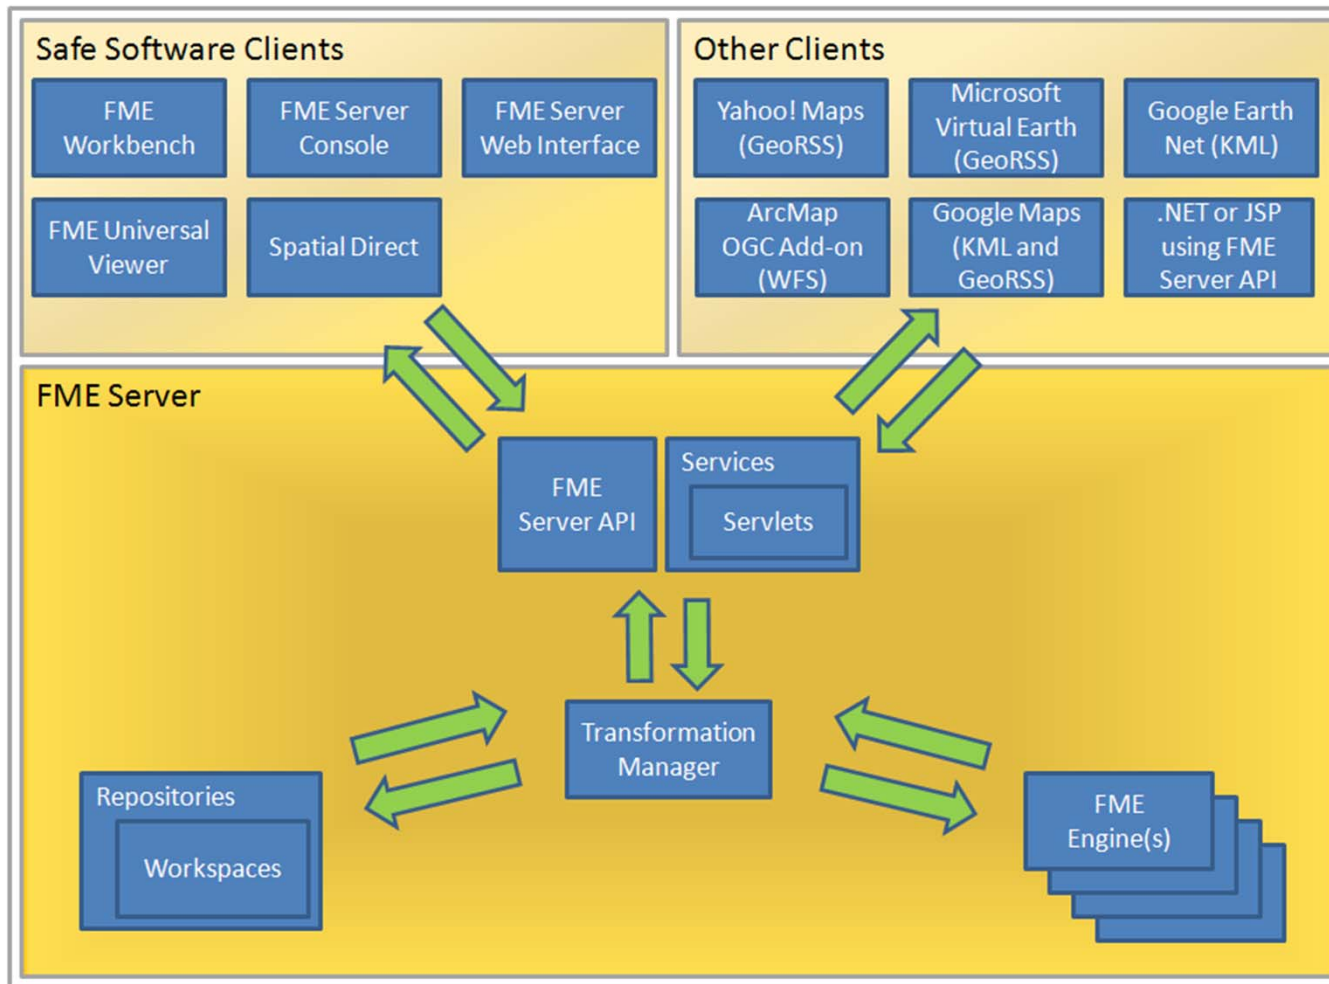 Safe Software Clients
FME
Workbench
FME Server
Console
FME Server
Web Interface
FME Universal
Viewer
Spatial Direct
Other Clients
Yahoo! Maps
(GeoRSS)
Microsoft
Virtual Earth
(GeoRSS)
Google Earth
Net (KML)
ArcMap
OGC Add-on
(WFS)
Google Maps
(KML and
GeoRSS)
.NET or JSP
using FME
Server API
FME Server
FME
Server API
Services
Servlets
Transformation
Manager
Repositories
Workspaces
FME
Engine(s)